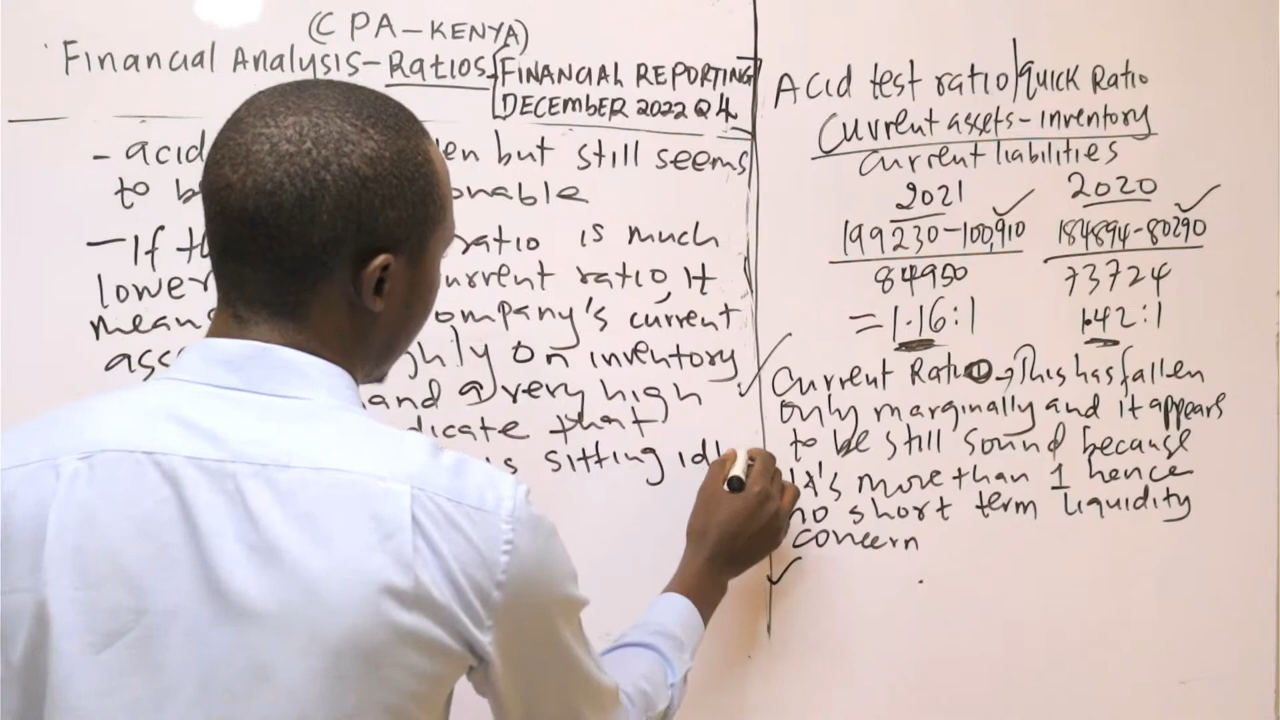 (CPA-KENYA)
Financial Analysis-Ratios
FINANCIAL REPORTING
DECEMBER 2022 Q4
- acid en but still seems
to b onable
- If th ratio is much
lower urrent ratio, it
means ompany's current
ass ghly on inventory
and a very high
dicate that
is sitting idl
Acid test ratio/quick Ratio
Current assets-inventory
Current liabilities
2021 2020
199230-100,910 184894-80290
84950 73724
=1.16:1 1.42:1
Current Ratio→This has fallen
only marginally and it appears
to be still sound because
it's more than 1 hence
no short term liquidity
concern